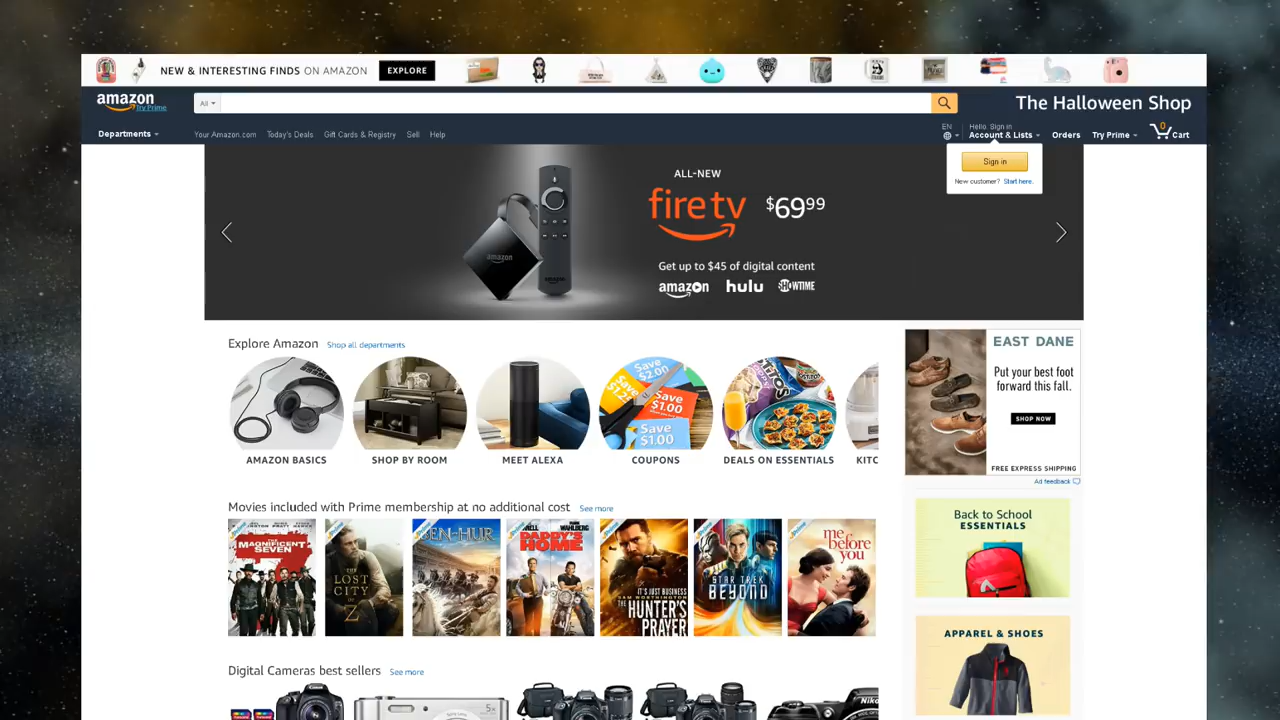 NEW & INTERESTING FINDS ON AMAZON EXPLORE
amazon
Try Prime
All
The Halloween Shop
Departments
Your Amazon.com Today's Deals Gift Cards & Registry Sell Help
EN
Hello. Sign in
Account & Lists
Orders
Try Prime
0
Cart
Sign in
New customer? Start here.
ALL-NEW
fire tv
$69.99
amazon
Get up to $45 of digital content
amazon hulu SHOWTIME
Explore Amazon Shop all departments
Save $2.00
Save $1.00
Save $1.00
AMAZON BASICS
SHOP BY ROOM
MEET ALEXA
COUPONS
DEALS ON ESSENTIALS
KITC
EAST DANE
Put your best foot
forward this fall.
SHOP NOW
FREE EXPRESS SHIPPING
Ad feedback
Movies included with Prime membership at no additional cost See more
THE MAGNIFICENT SEVEN
THE LOST CITY OF Z
BEN-HUR
DADDY'S HOME
IT'S JUST BUSINESS
SAM WORTHINGTON
THE HUNTER'S PRAYER
STAR TREK BEYOND
me before you
Back to School
ESSENTIALS
APPAREL & SHOES
Digital Cameras best sellers See more
Canon
5x
Nikon